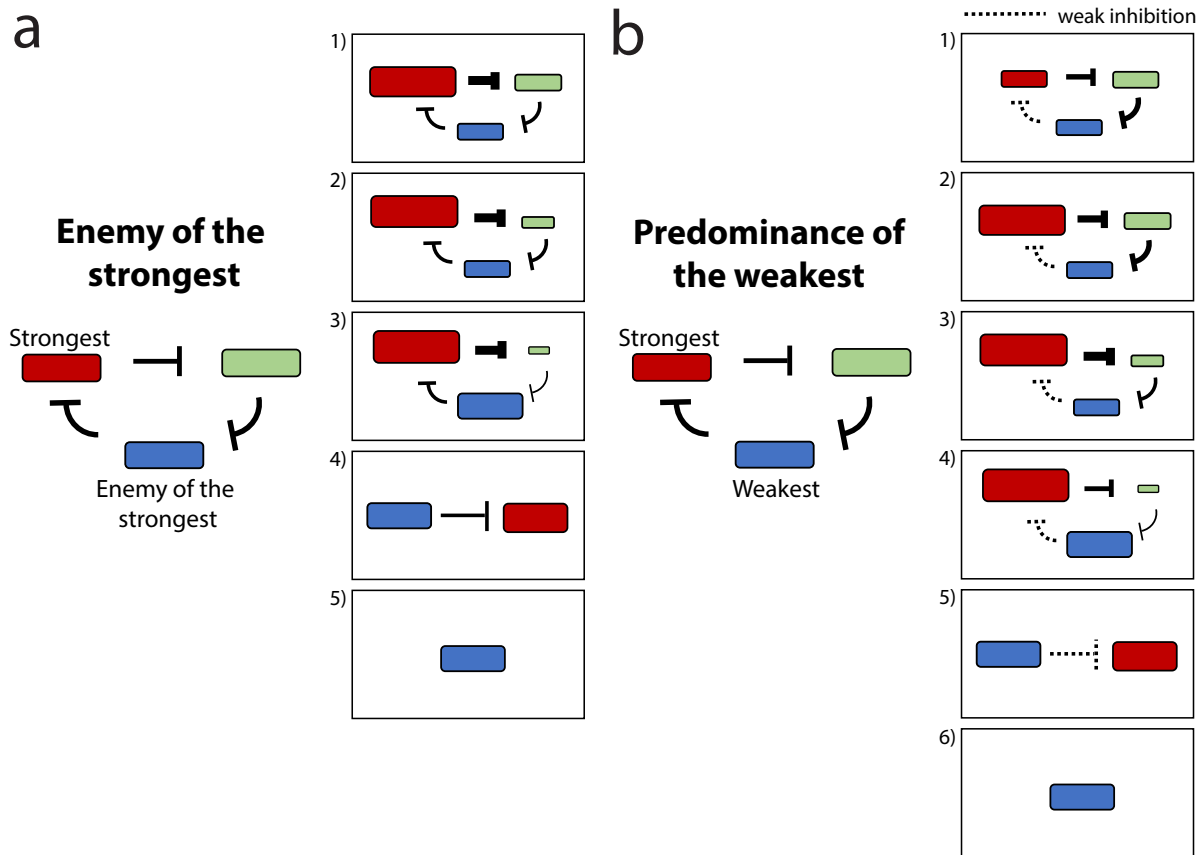 a
Enemy of the
strongest
Strongest
Enemy of the
strongest
1)
2)
3)
4)
5)
b
weak inhibition
Predominance of
the weakest
Strongest
Weakest
1)
2)
3)
4)
5)
6)